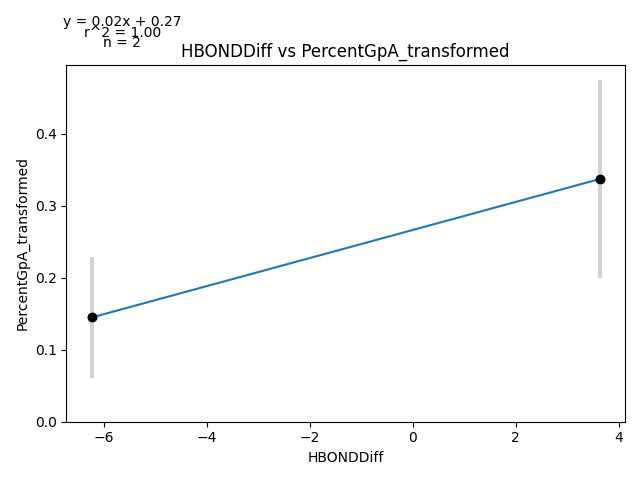 y = 0.02x + 0.27
r^2 = 1.00
n = 2
HBONDDiff vs PercentGpA_transformed
PercentGpA_transformed
0.4
0.3
0.2
0.1
0.0
−6
−4
−2
0
2
4
HBONDDiff